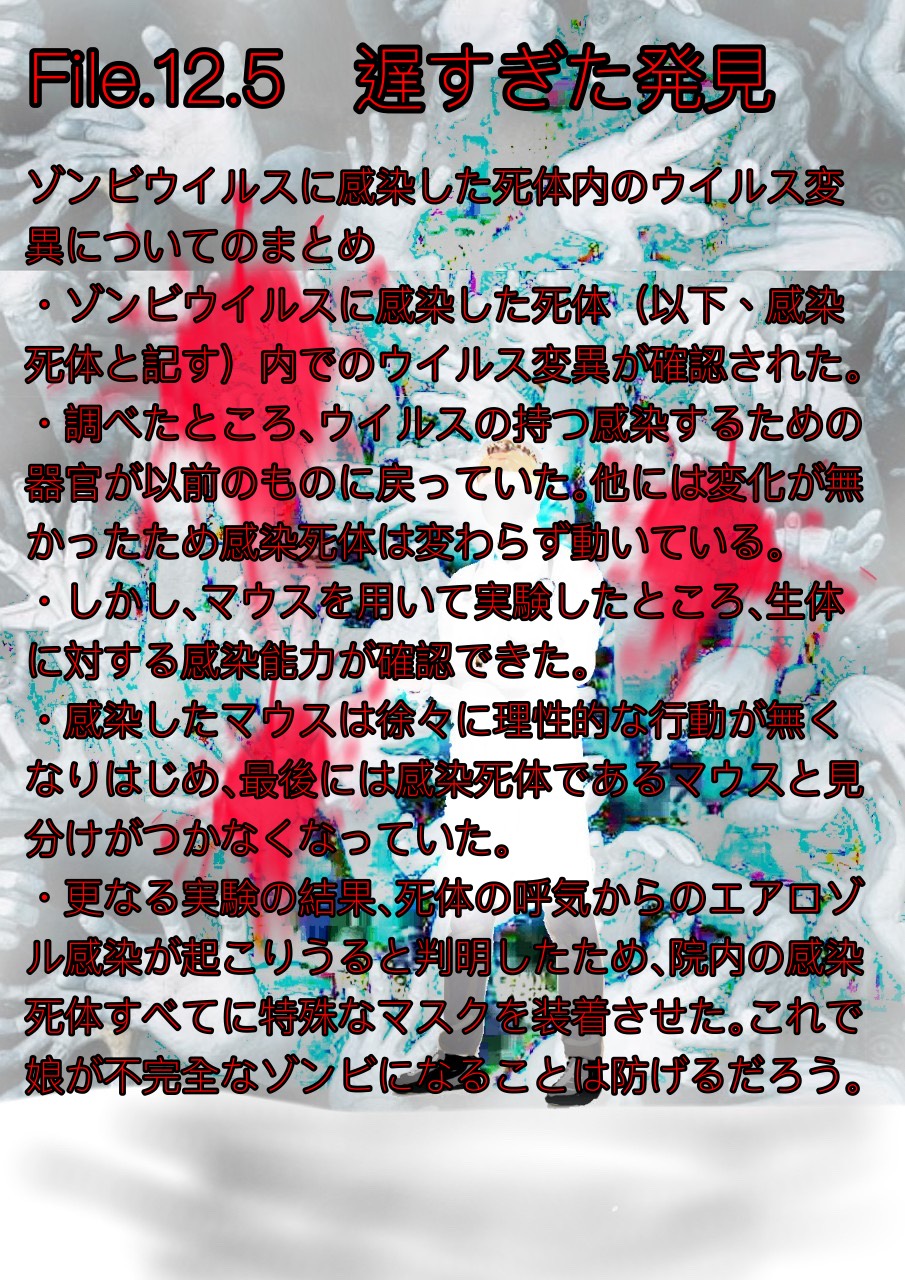 File.12.5　遅すぎた発見
ゾンビウイルスに感染した死体内のウイルス変
異についてのまとめ
・ゾンビウイルスに感染した死体（以下、感染
死体と記す）内でのウイルス変異が確認された。
・調べたところ、ウイルスの持つ感染するための
器官が以前のものに戻っていた。他には変化が無
かったため感染死体は変わらず動いている。
・しかし、マウスを用いて実験したところ、生体
に対する感染能力が確認できた。
・感染したマウスは徐々に理性的な行動が無く
なりはじめ、最後には感染死体であるマウスと見
分けがつかなくなっていた。
・更なる実験の結果、死体の呼気からのエアロゾ
ル感染が起こりうると判明したため、院内の感染
死体すべてに特殊なマスクを装着させた。これで
娘が不完全なゾンビになることは防げるだろう。